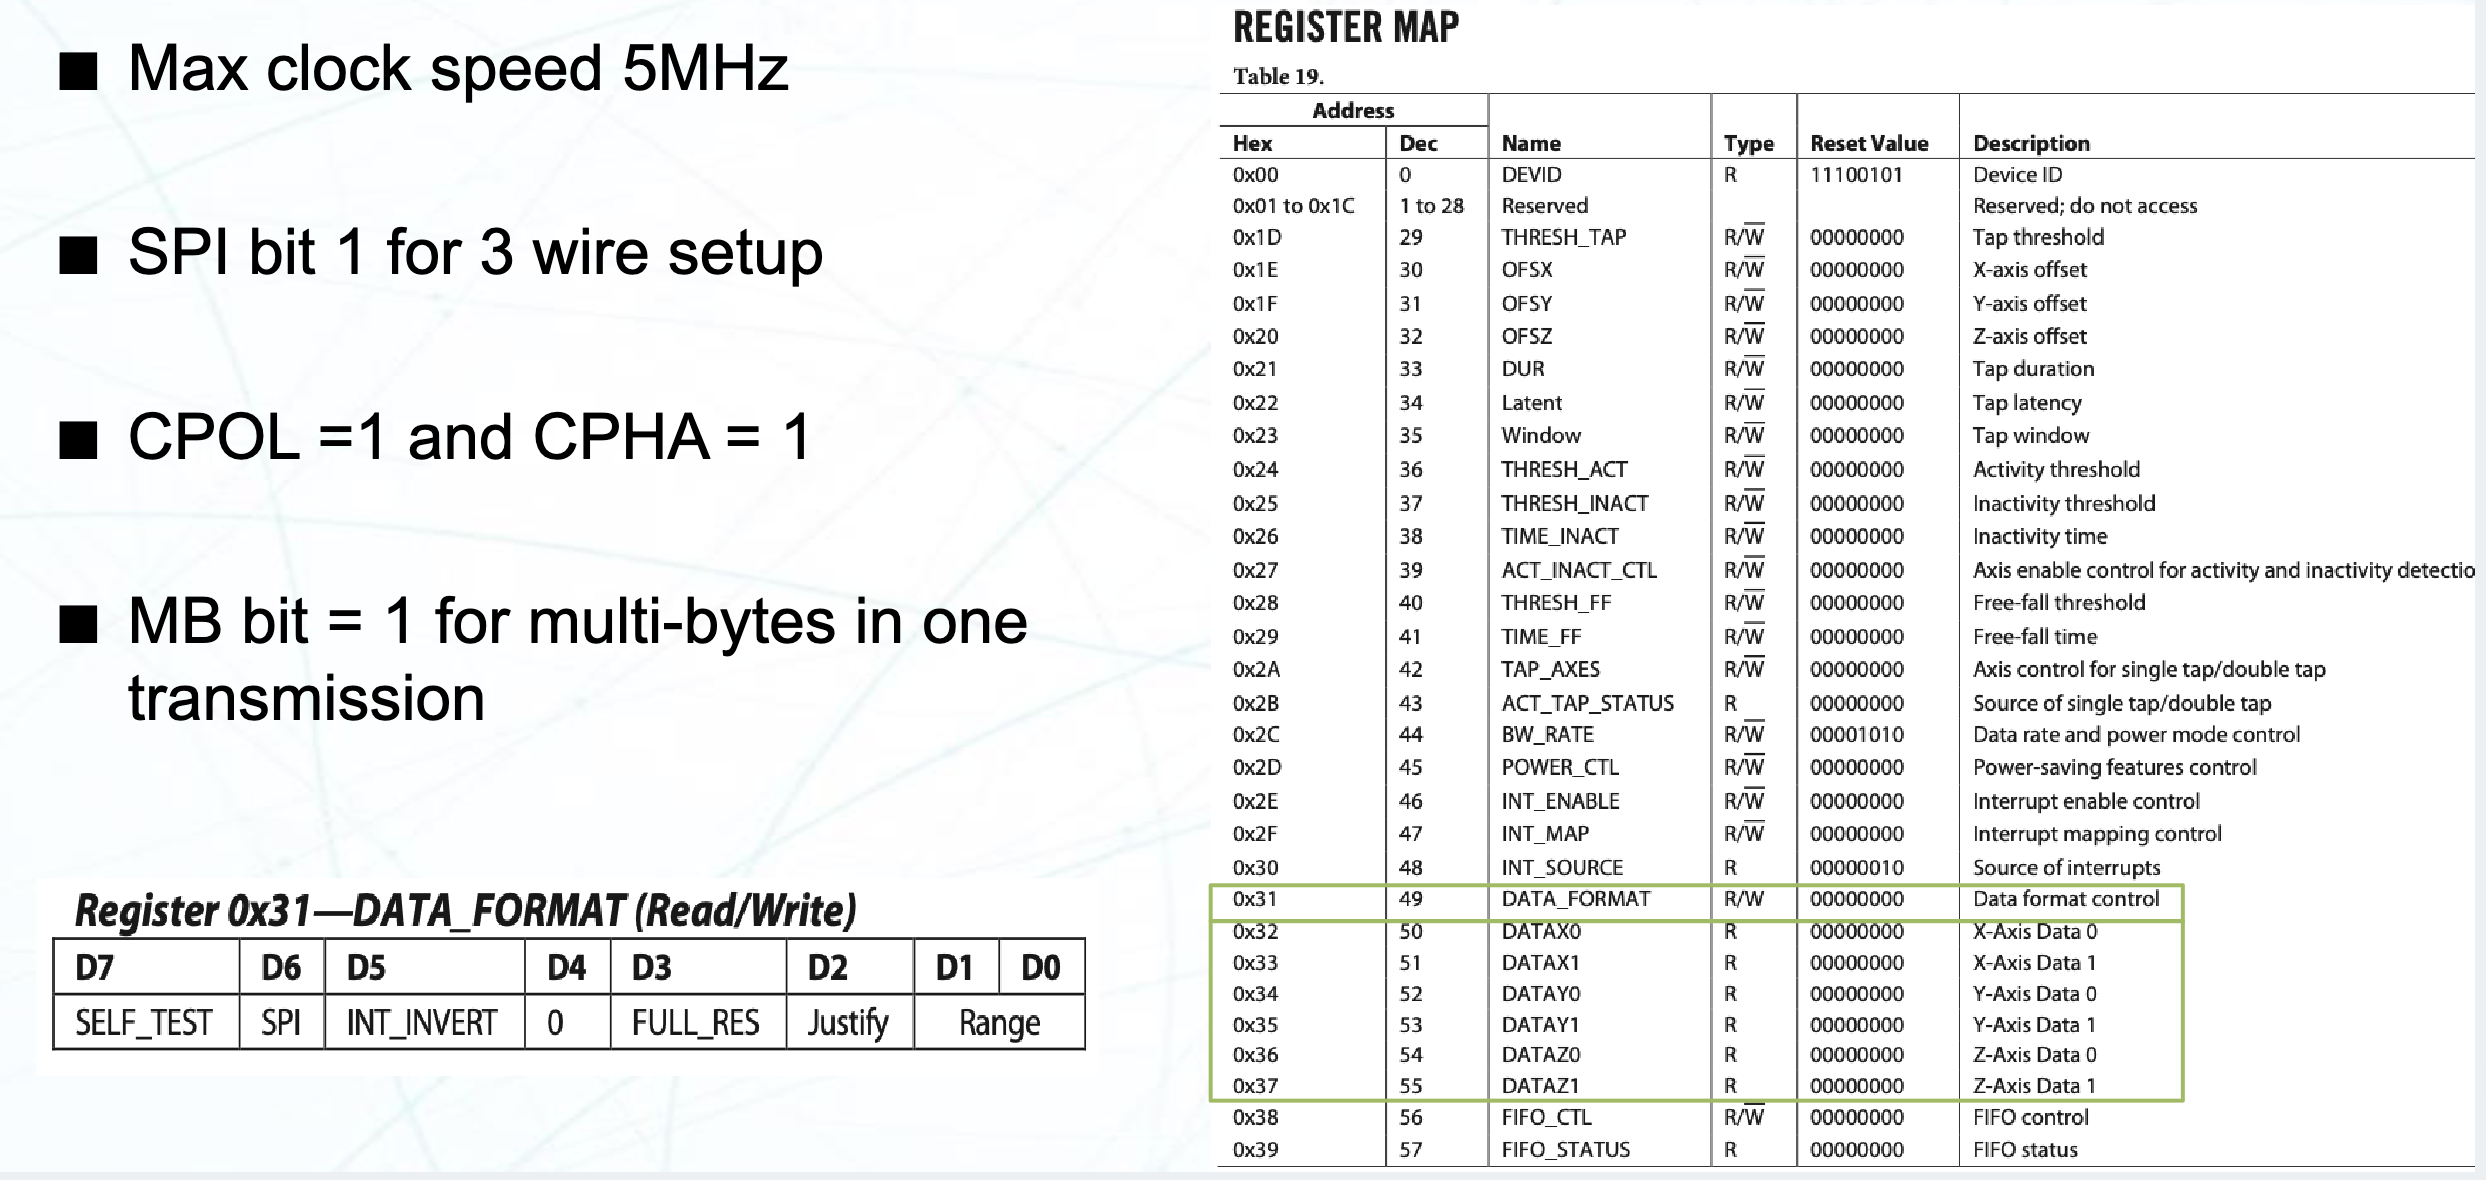 ■ Max clock speed 5MHz
■ SPI bit 1 for 3 wire setup
■ CPOL =1 and CPHA = 1
■ MB bit = 1 for multi-bytes in one
transmission
Register 0x31—DATA_FORMAT (Read/Write)
D7 D6 D5 D4 D3 D2 D1 D0
SELF_TEST SPI INT_INVERT 0 FULL_RES Justify Range
REGISTER MAP
Table 19.
Address
Hex Dec Name Type Reset Value Description
0x00 0 DEVID R 11100101 Device ID
0x01 to 0x1C 1 to 28 Reserved Reserved; do not access
0x1D 29 THRESH_TAP R/W̅ 00000000 Tap threshold
0x1E 30 OFSX R/W̅ 00000000 X-axis offset
0x1F 31 OFSY R/W̅ 00000000 Y-axis offset
0x20 32 OFSZ R/W̅ 00000000 Z-axis offset
0x21 33 DUR R/W̅ 00000000 Tap duration
0x22 34 Latent R/W̅ 00000000 Tap latency
0x23 35 Window R/W̅ 00000000 Tap window
0x24 36 THRESH_ACT R/W̅ 00000000 Activity threshold
0x25 37 THRESH_INACT R/W̅ 00000000 Inactivity threshold
0x26 38 TIME_INACT R/W̅ 00000000 Inactivity time
0x27 39 ACT_INACT_CTL R/W̅ 00000000 Axis enable control for activity and inactivity detectio
0x28 40 THRESH_FF R/W̅ 00000000 Free-fall threshold
0x29 41 TIME_FF R/W̅ 00000000 Free-fall time
0x2A 42 TAP_AXES R/W̅ 00000000 Axis control for single tap/double tap
0x2B 43 ACT_TAP_STATUS R 00000000 Source of single tap/double tap
0x2C 44 BW_RATE R/W̅ 00001010 Data rate and power mode control
0x2D 45 POWER_CTL R/W̅ 00000000 Power-saving features control
0x2E 46 INT_ENABLE R/W̅ 00000000 Interrupt enable control
0x2F 47 INT_MAP R/W̅ 00000000 Interrupt mapping control
0x30 48 INT_SOURCE R 00000010 Source of interrupts
0x31 49 DATA_FORMAT R/W 00000000 Data format control
0x32 50 DATAX0 R 00000000 X-Axis Data 0
0x33 51 DATAX1 R 00000000 X-Axis Data 1
0x34 52 DATAY0 R 00000000 Y-Axis Data 0
0x35 53 DATAY1 R 00000000 Y-Axis Data 1
0x36 54 DATAZ0 R 00000000 Z-Axis Data 0
0x37 55 DATAZ1 R 00000000 Z-Axis Data 1
0x38 56 FIFO_CTL R/W̅ 00000000 FIFO control
0x39 57 FIFO_STATUS R 00000000 FIFO status